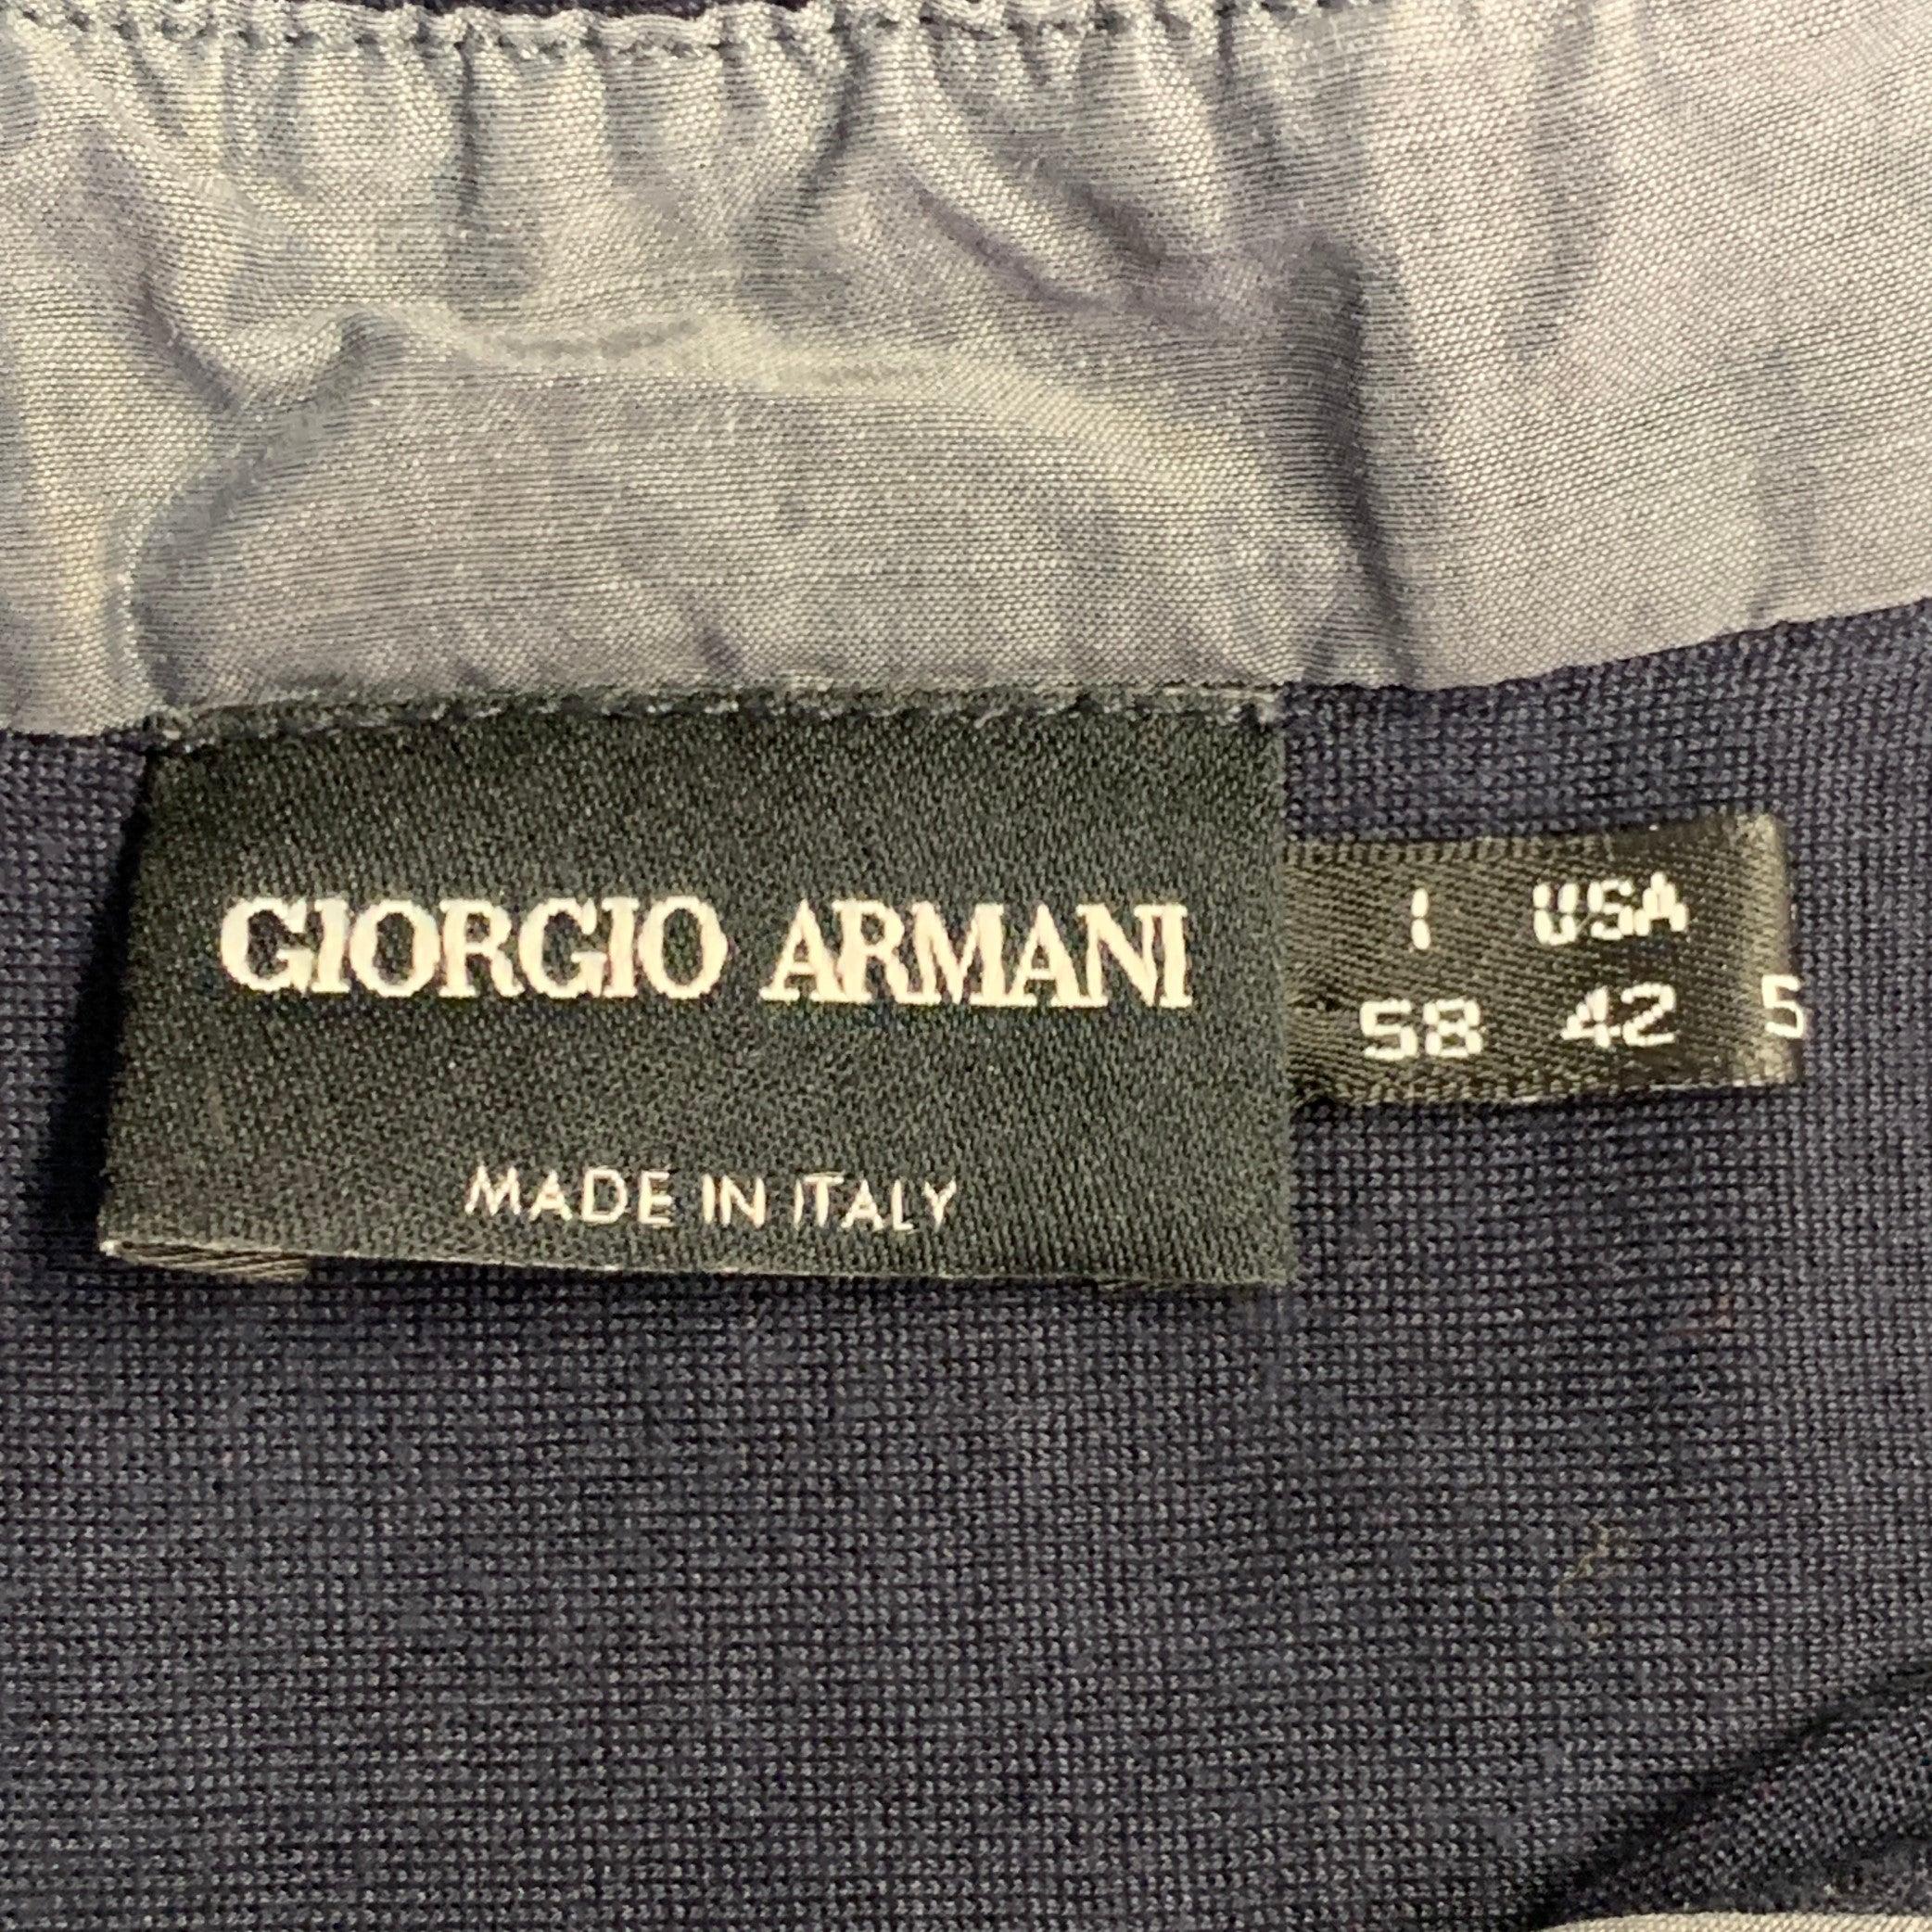 GIORGIO ARMANI
MADE IN ITALY
I USA
58 42 5